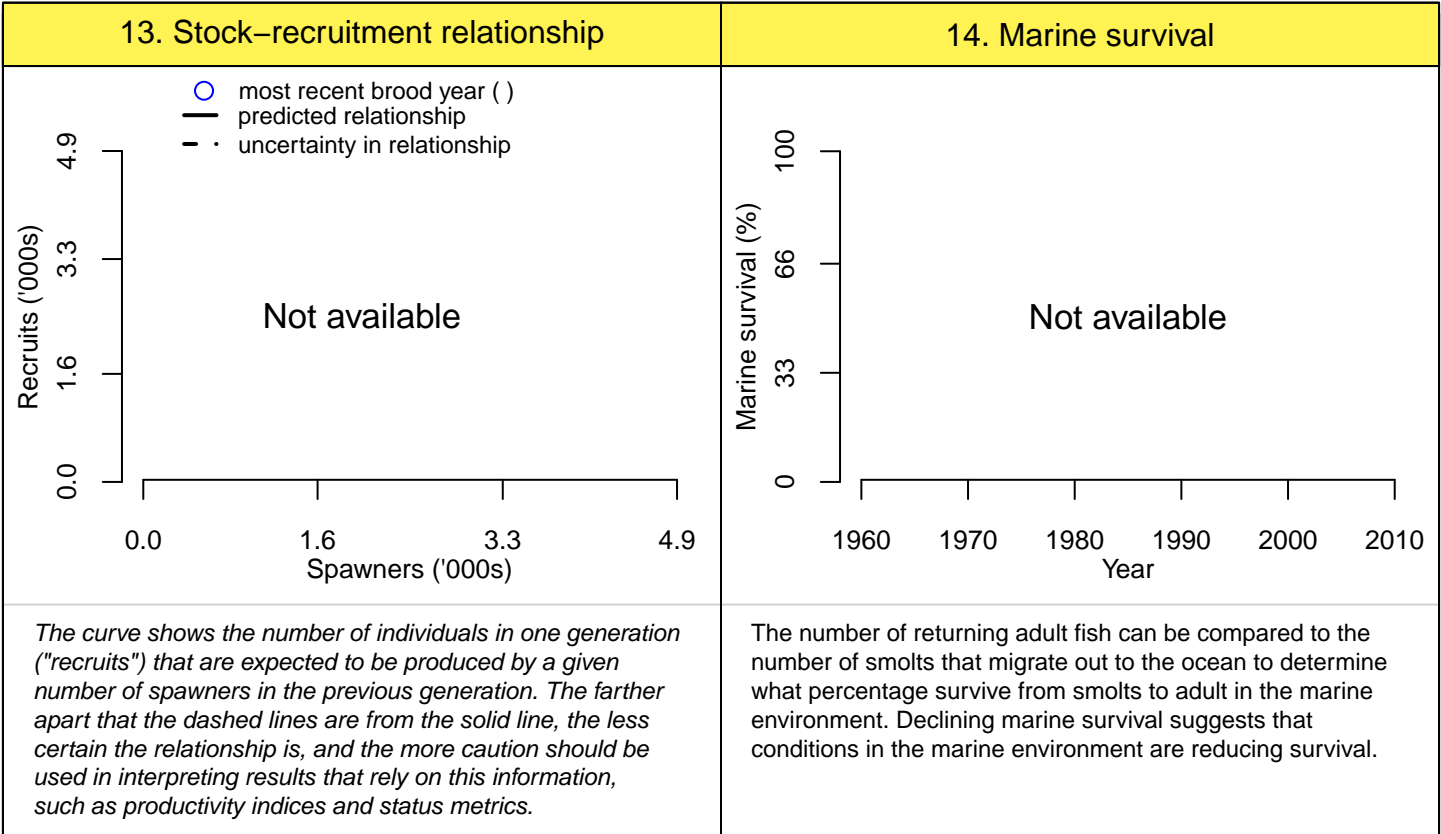 13. Stock−recruitment relationship
most recent brood year ( )
predicted relationship
uncertainty in relationship
Recruits ('000s)
4.9
3.3
1.6
0.0
Not available
0.0 1.6 3.3 4.9
Spawners ('000s)
The curve shows the number of individuals in one generation
("recruits") that are expected to be produced by a given
number of spawners in the previous generation. The farther
apart that the dashed lines are from the solid line, the less
certain the relationship is, and the more caution should be
used in interpreting results that rely on this information,
such as productivity indices and status metrics.
14. Marine survival
Marine survival (%)
100
66
33
0
Not available
1960 1970 1980 1990 2000 2010
Year
The number of returning adult fish can be compared to the
number of smolts that migrate out to the ocean to determine
what percentage survive from smolts to adult in the marine
environment. Declining marine survival suggests that
conditions in the marine environment are reducing survival.